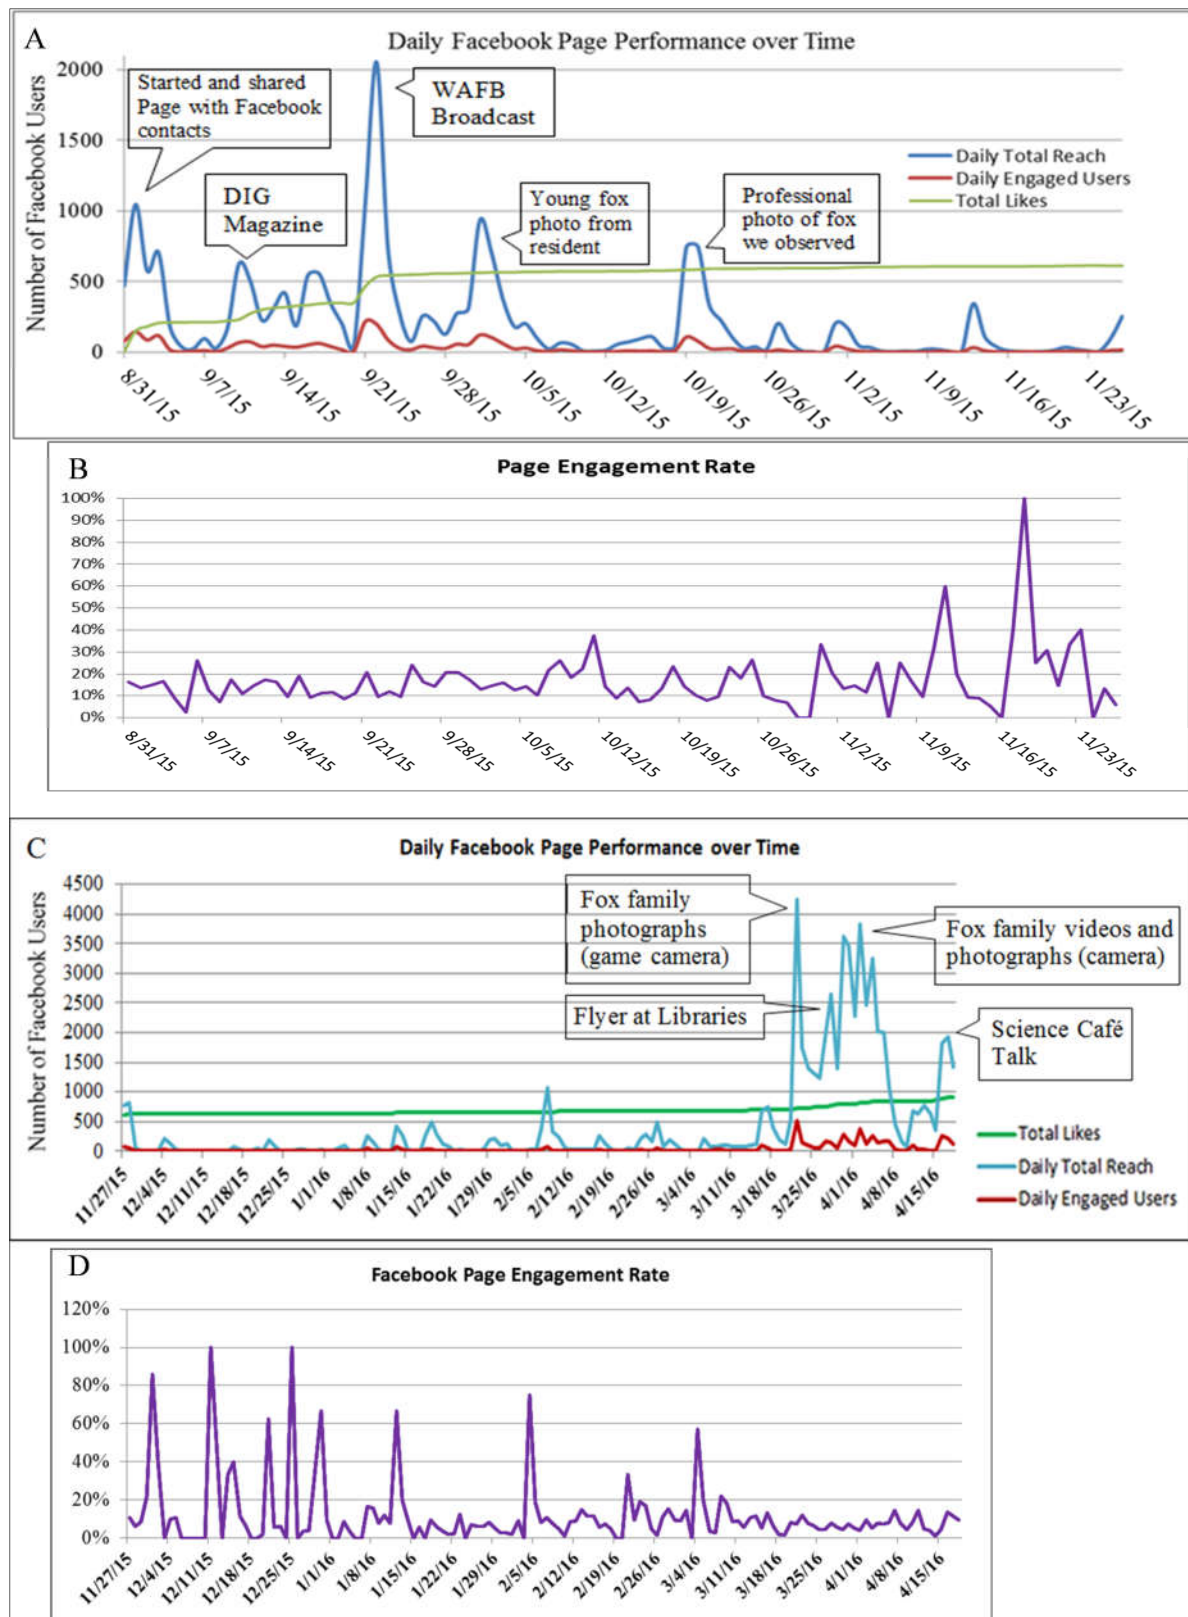 A
Daily Facebook Page Performance over Time
Number of Facebook Users
2000
1500
1000
500
0
Started and shared
Page with Facebook
contacts
DIG
Magazine
WAFB
Broadcast
Young fox
photo from
resident
Professional
photo of fox
we observed
Daily Total Reach
Daily Engaged Users
Total Likes
8/31/15
9/7/15
9/14/15
9/21/15
9/28/15
10/5/15
10/12/15
10/19/15
10/26/15
11/2/15
11/9/15
11/16/15
11/23/15
B
Page Engagement Rate
100%
90%
80%
70%
60%
50%
40%
30%
20%
10%
0%
8/31/15
9/7/15
9/14/15
9/21/15
9/28/15
10/5/15
10/12/15
10/19/15
10/26/15
11/2/15
11/9/15
11/16/15
11/23/15
C
Daily Facebook Page Performance over Time
Number of Facebook Users
4500
4000
3500
3000
2500
2000
1500
1000
500
0
Fox family
photographs
(game camera)
Fox family videos and
photographs (camera)
Flyer at Libraries
Science Café
Talk
Total Likes
Daily Total Reach
Daily Engaged Users
11/27/15
12/4/15
12/11/15
12/18/15
12/25/15
1/1/16
1/8/16
1/15/16
1/22/16
1/29/16
2/5/16
2/12/16
2/19/16
2/26/16
3/4/16
3/11/16
3/18/16
3/25/16
4/1/16
4/8/16
4/15/16
D
Facebook Page Engagement Rate
120%
100%
80%
60%
40%
20%
0%
11/27/15
12/4/15
12/11/15
12/18/15
12/25/15
1/1/16
1/8/16
1/15/16
1/22/16
1/29/16
2/5/16
2/12/16
2/19/16
2/26/16
3/4/16
3/11/16
3/18/16
3/25/16
4/1/16
4/8/16
4/15/16